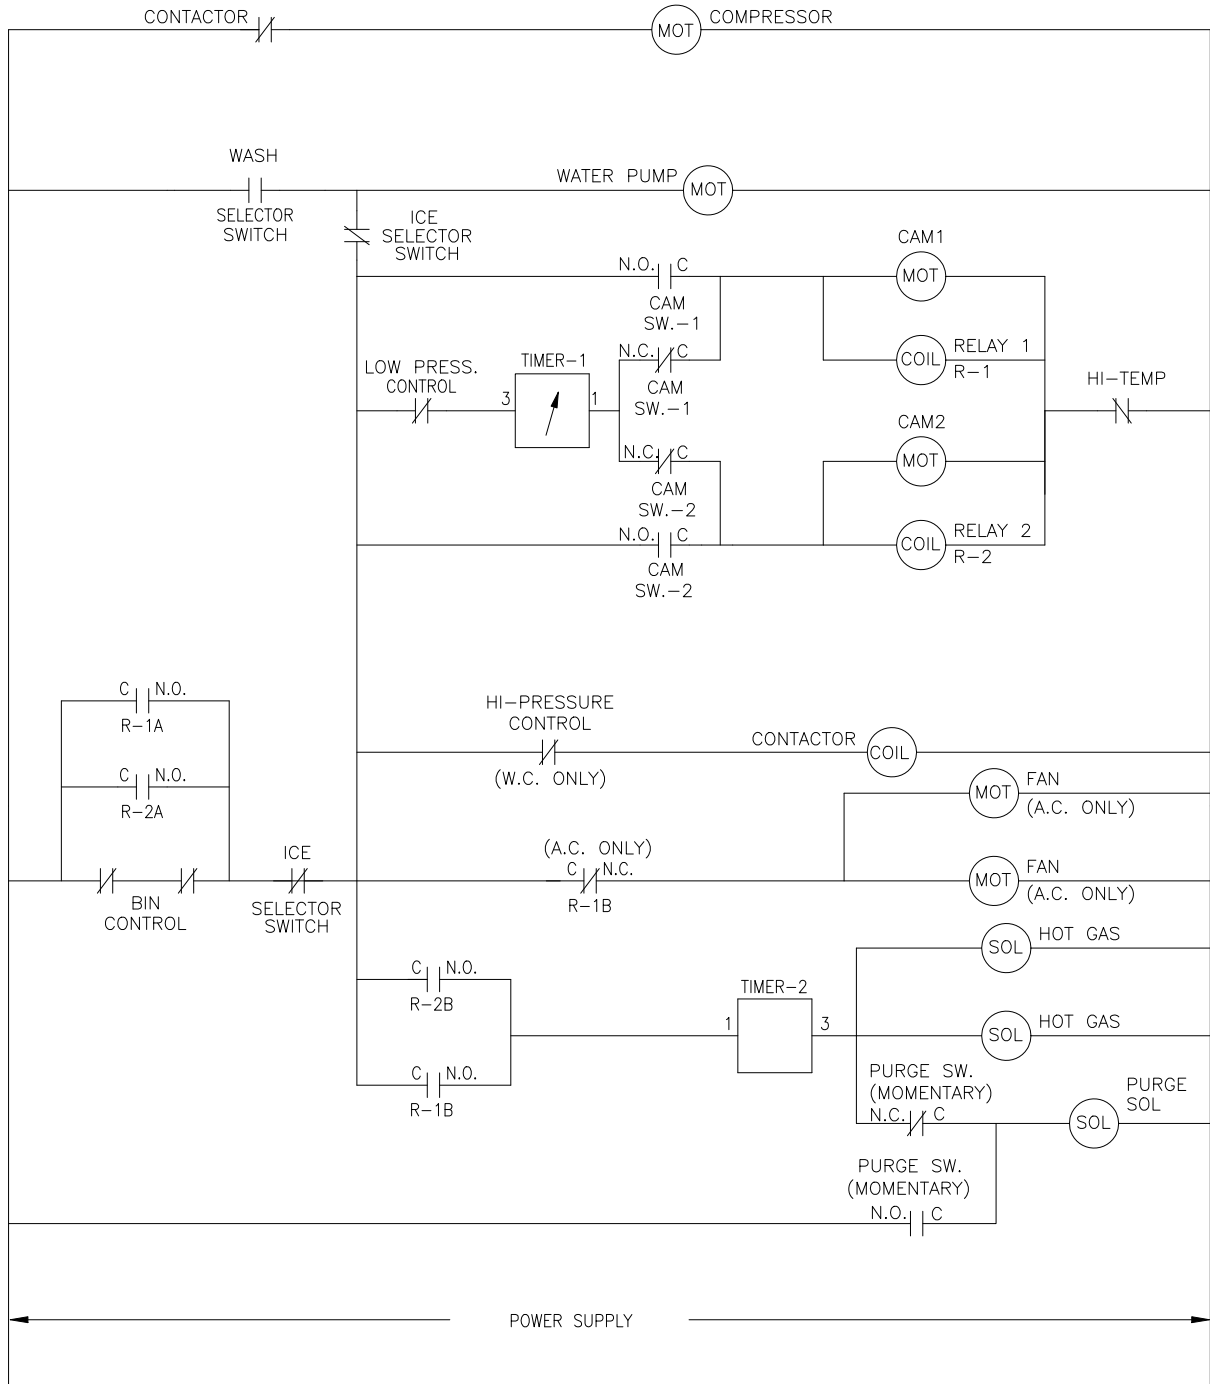 CONTACTOR
MOT
COMPRESSOR
WASH
SELECTOR
SWITCH
WATER PUMP
MOT
ICE
SELECTOR
SWITCH
CAM1
N.O. C
MOT
CAM
SW.-1
LOW PRESS.
CONTROL
TIMER-1
3
1
N.C. C
CAM
SW.-1
COIL
RELAY 1
R-1
HI-TEMP
CAM2
N.C. C
MOT
CAM
SW.-2
N.O. C
CAM
SW.-2
COIL
RELAY 2
R-2
C N.O.
R-1A
C N.O.
R-2A
HI-PRESSURE
CONTROL
(W.C. ONLY)
CONTACTOR
COIL
MOT
FAN
(A.C. ONLY)
BIN
CONTROL
ICE
SELECTOR
SWITCH
(A.C. ONLY)
C N.C.
R-1B
MOT
FAN
(A.C. ONLY)
SOL
HOT GAS
C N.O.
R-2B
TIMER-2
1
3
SOL
HOT GAS
C N.O.
R-1B
PURGE SW.
(MOMENTARY)
N.C. C
SOL
PURGE
SOL
PURGE SW.
(MOMENTARY)
N.O. C
POWER SUPPLY